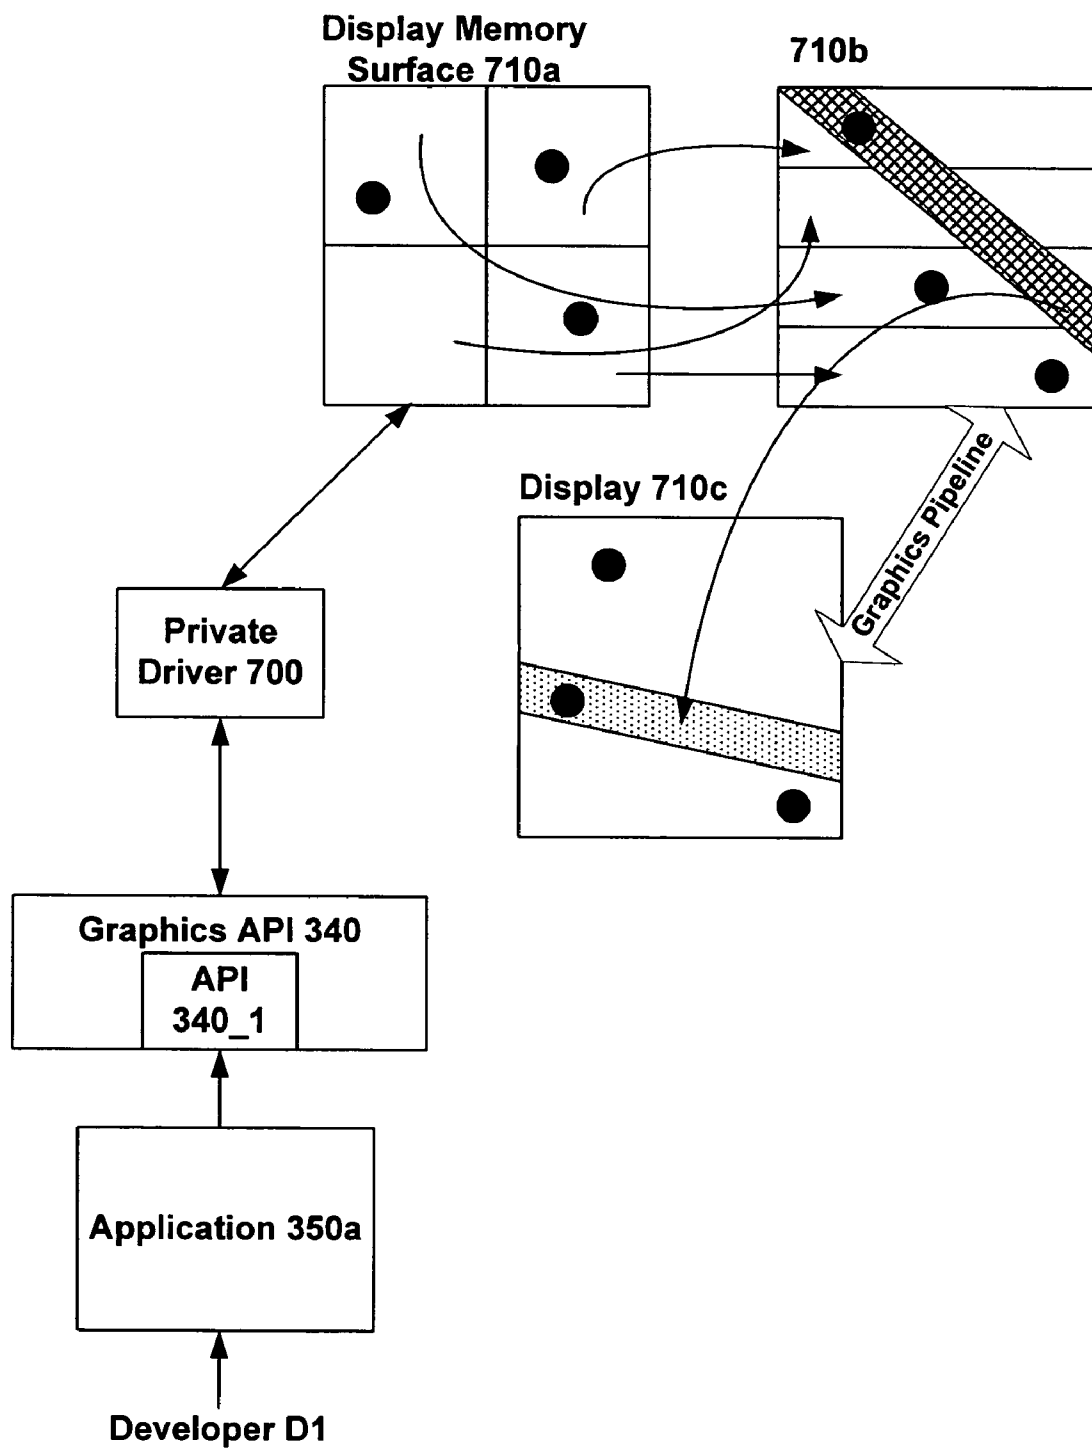 Display Memory
Surface 710a
710b
Display 710c
Graphics Pipeline
Private
Driver 700
Graphics API 340
API
340_1
Application 350a
Developer D1